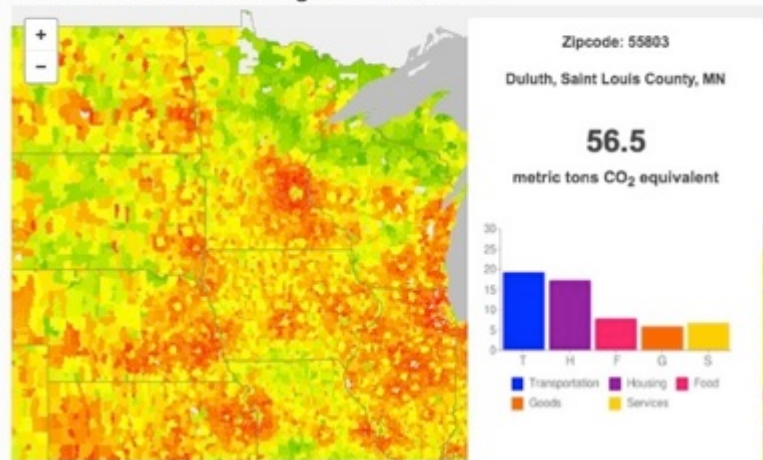 +
−
Zipcode: 55803
Duluth, Saint Louis County, MN
56.5
metric tons CO₂ equivalent
30
25
20
15
10
5
0
T H F G S
Transportation Housing Food
Goods Services